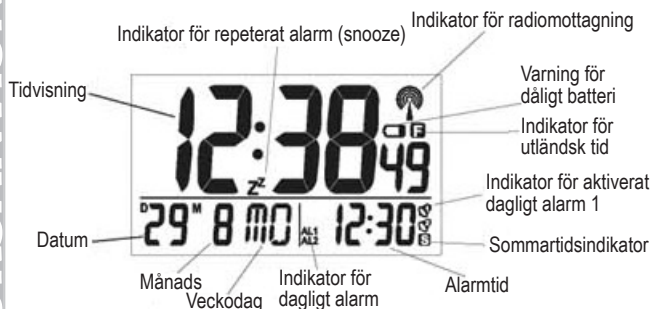 Indikator för radiomottagning
Indikator för repeterat alarm (snooze)
Tidvisning
Varning för
dåligt batteri
12:38
F
Indikator för
utländsk tid
49
zZ
Indikator för aktiverat
dagligt alarm 1
D 29 M 8 MO AL1 AL2 12:30 S
Sommartidsindikator
Datum
Månads
Veckodag
Indikator för
dagligt alarm
Alarmtid